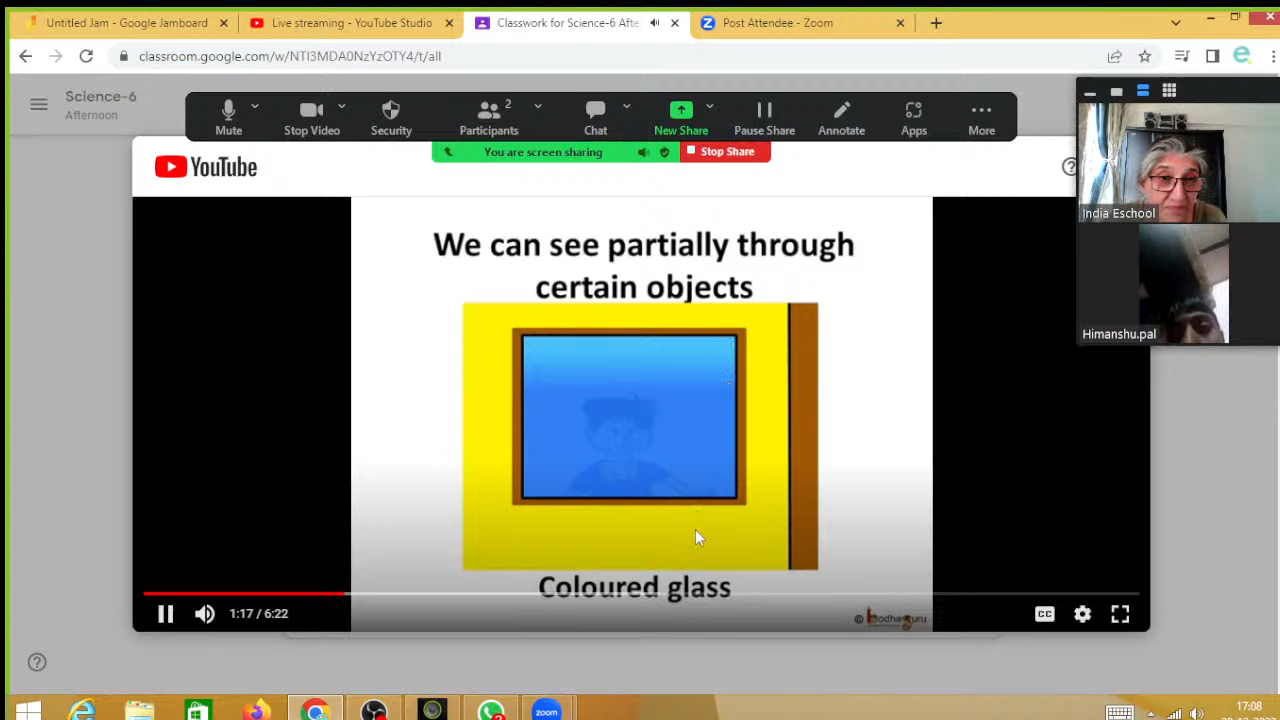 Untitled Jam - Google Jamboard
Live streaming - YouTube Studio
Classwork for Science-6 Afte
Post Attendee - Zoom
classroom.google.com/w/NTI3MDA0NzYzOTY4/t/all
Science-6
Afternoon
Mute
Stop Video
Security
2
Participants
Chat
New Share
Pause Share
Annotate
Apps
More
You are screen sharing
Stop Share
YouTube
India Eschool
Himanshu.pal
We can see partially through
certain objects
Coloured glass
1:17 / 6:22
CC
© bodhaguru
zoom
17:08